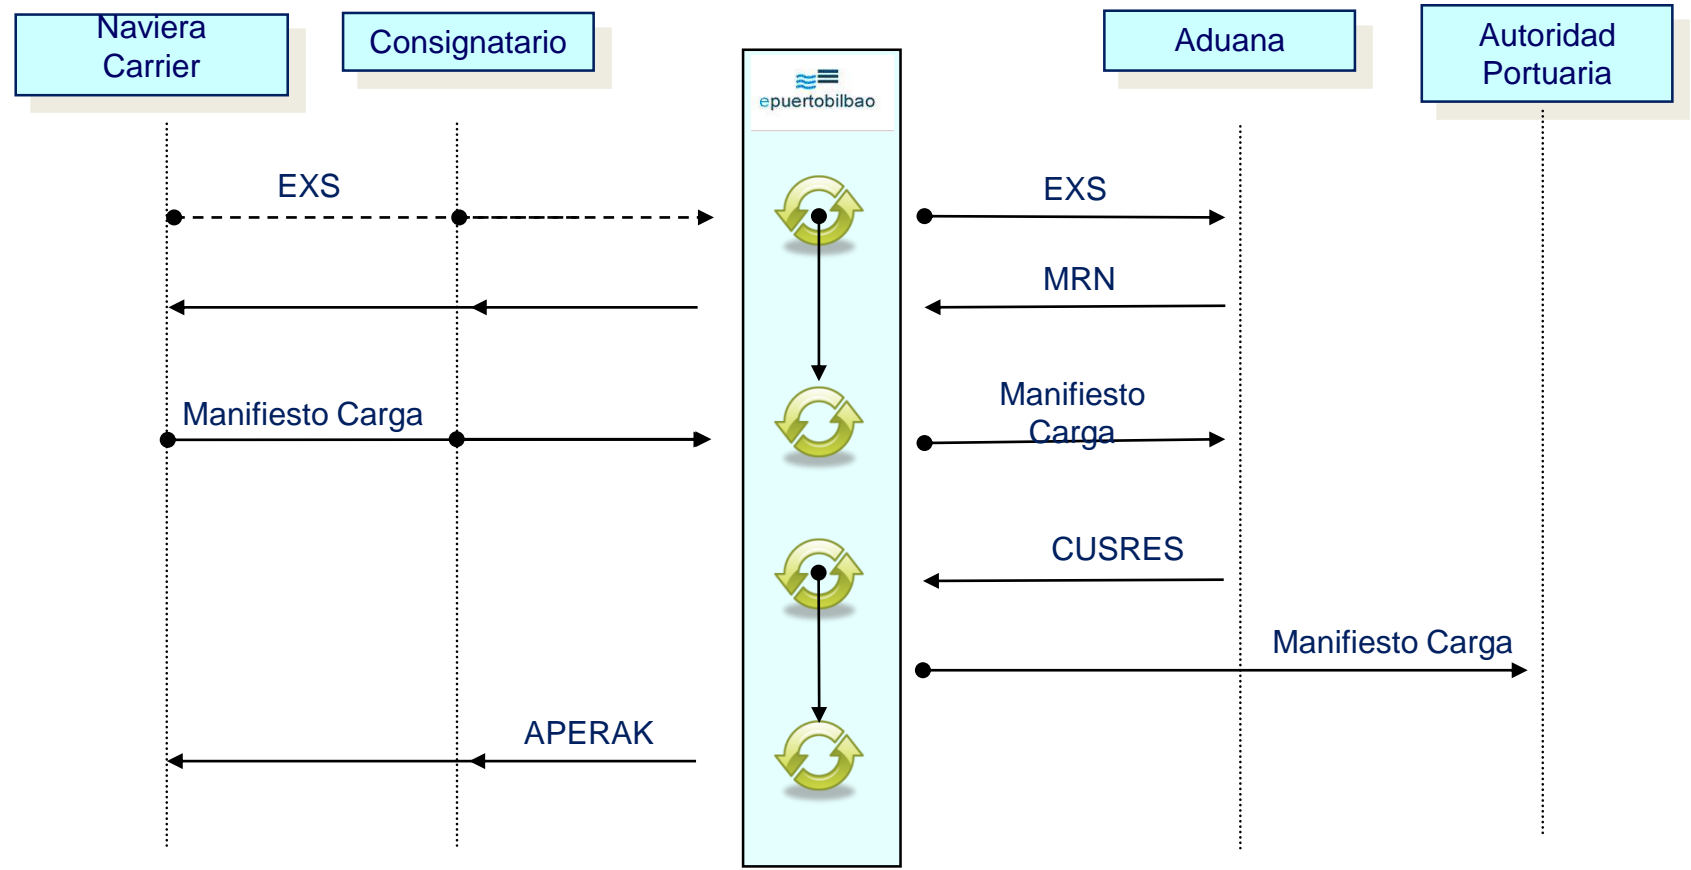 Naviera
Carrier
Consignatario
epuertobilbao
Aduana
Autoridad
Portuaria
EXS
EXS
MRN
Manifiesto Carga
Manifiesto
Carga
CUSRES
Manifiesto Carga
APERAK